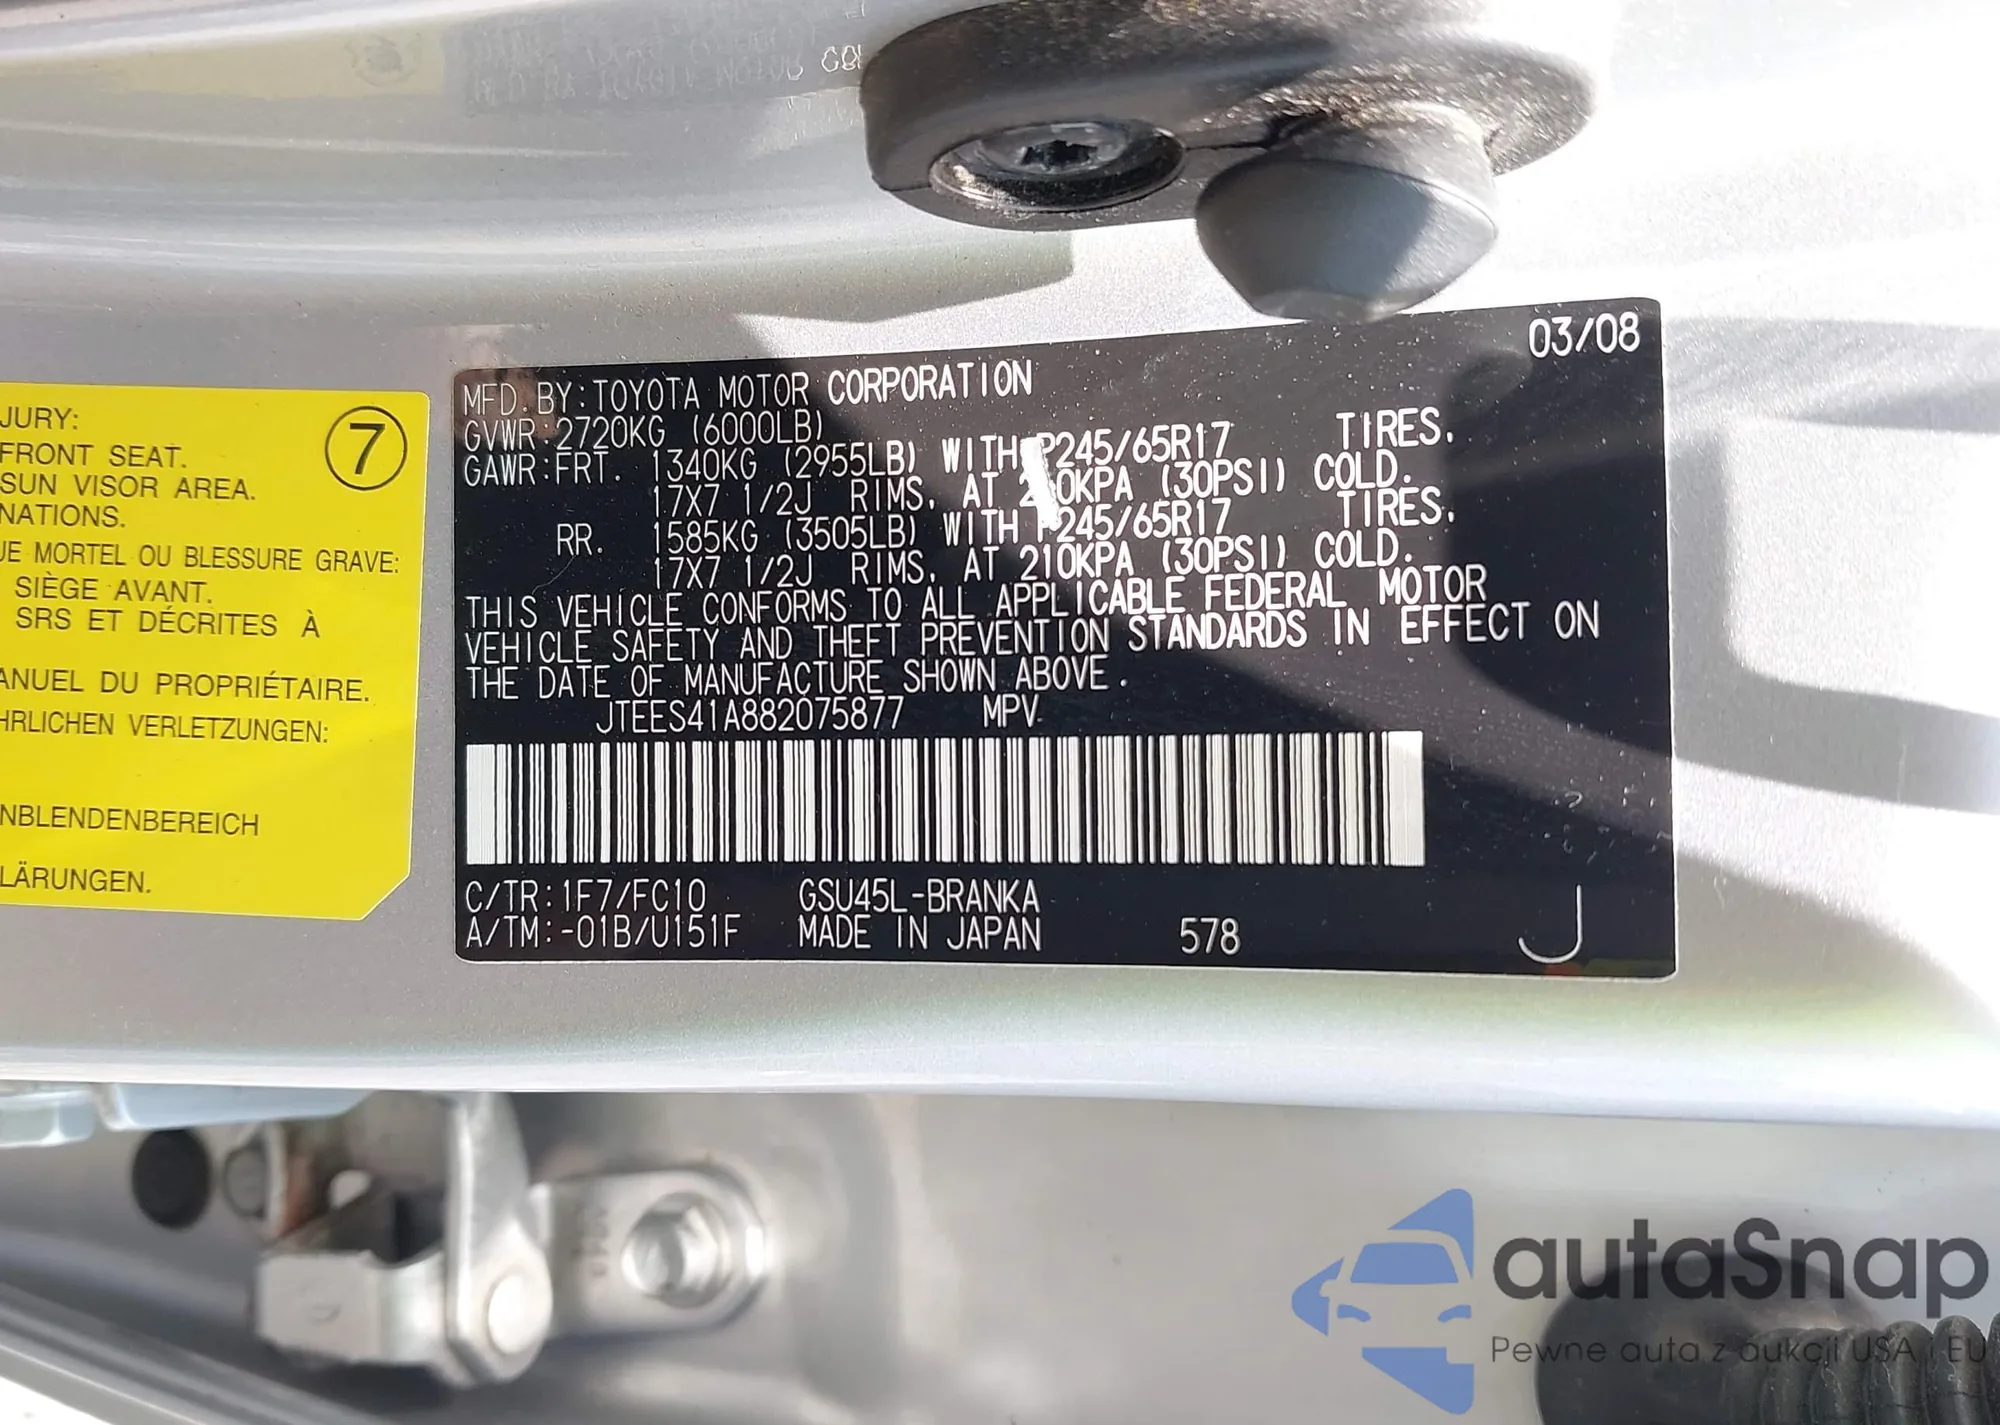 JURY:
FRONT SEAT.
SUN VISOR AREA.
NATIONS.
7
UE MORTEL OU BLESSURE GRAVE:
SIÈGE AVANT.
SRS ET DÉCRITES À
ANUEL DU PROPRIÉTAIRE.
HRLICHEN VERLETZUNGEN:
NBLENDENBEREICH
LÄRUNGEN.
03/08
MFD. BY: TOYOTA MOTOR CORPORATION
GVWR: 2720KG (6000LB)
GAWR: FRT. 1340KG (2955LB) WITH P245/65R17 TIRES.
17X7 1/2J RIMS, AT 210KPA (30PSI) COLD.
RR. 1585KG (3505LB) WITH P245/65R17 TIRES.
17X7 1/2J RIMS, AT 210KPA (30PSI) COLD.
THIS VEHICLE CONFORMS TO ALL APPLICABLE FEDERAL MOTOR
VEHICLE SAFETY AND THEFT PREVENTION STANDARDS IN EFFECT ON
THE DATE OF MANUFACTURE SHOWN ABOVE.
JTEES41A882075877 MPV
C/TR: 1F7/FC10 GSU45L-BRANKA
A/TM: -01B/U151F MADE IN JAPAN 578 J
autaSnap
Pewne auta z aukcji USA i EU